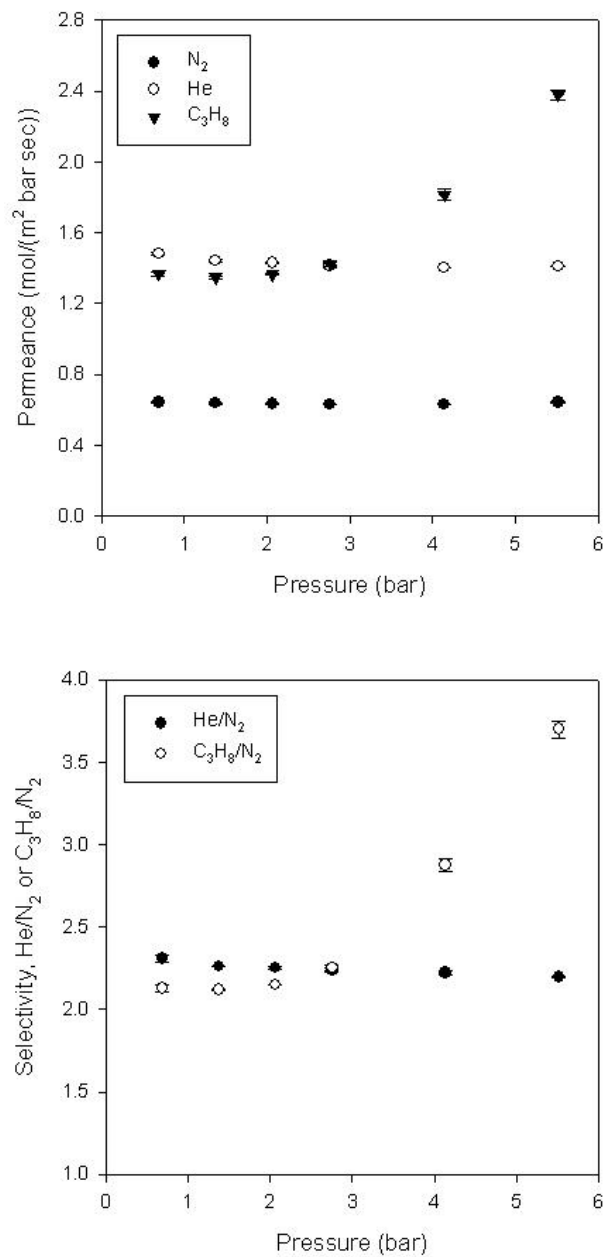 2.8
N₂
He
C₃H₈
2.4
2.0
1.6
1.2
0.8
0.4
0.0
Permeance (mol/(m² bar sec))
0 1 2 3 4 5 6
Pressure (bar)
4.0
He/N₂
C₃H₈/N₂
3.5
3.0
2.5
2.0
1.5
1.0
Selectivity, He/N₂ or C₃H₈/N₂
0 1 2 3 4 5 6
Pressure (bar)